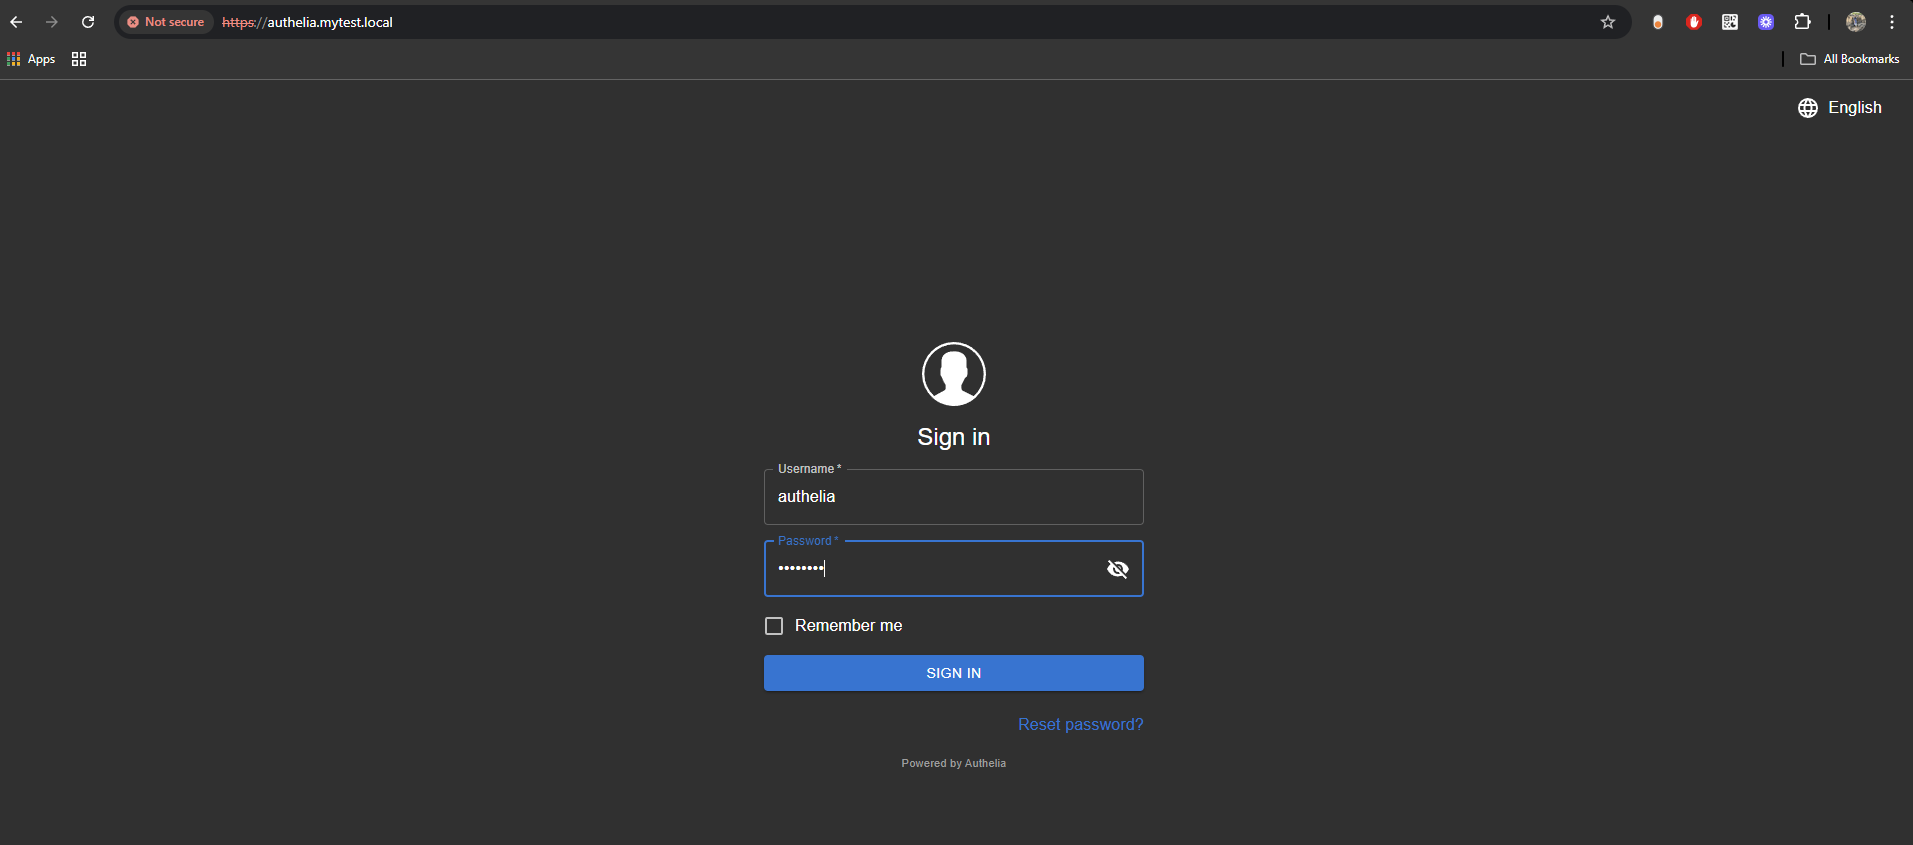 Not secure https://authelia.mytest.local
Apps
All Bookmarks
English
Sign in
Username *
authelia
Password *
••••••••
Remember me
SIGN IN
Reset password?
Powered by Authelia